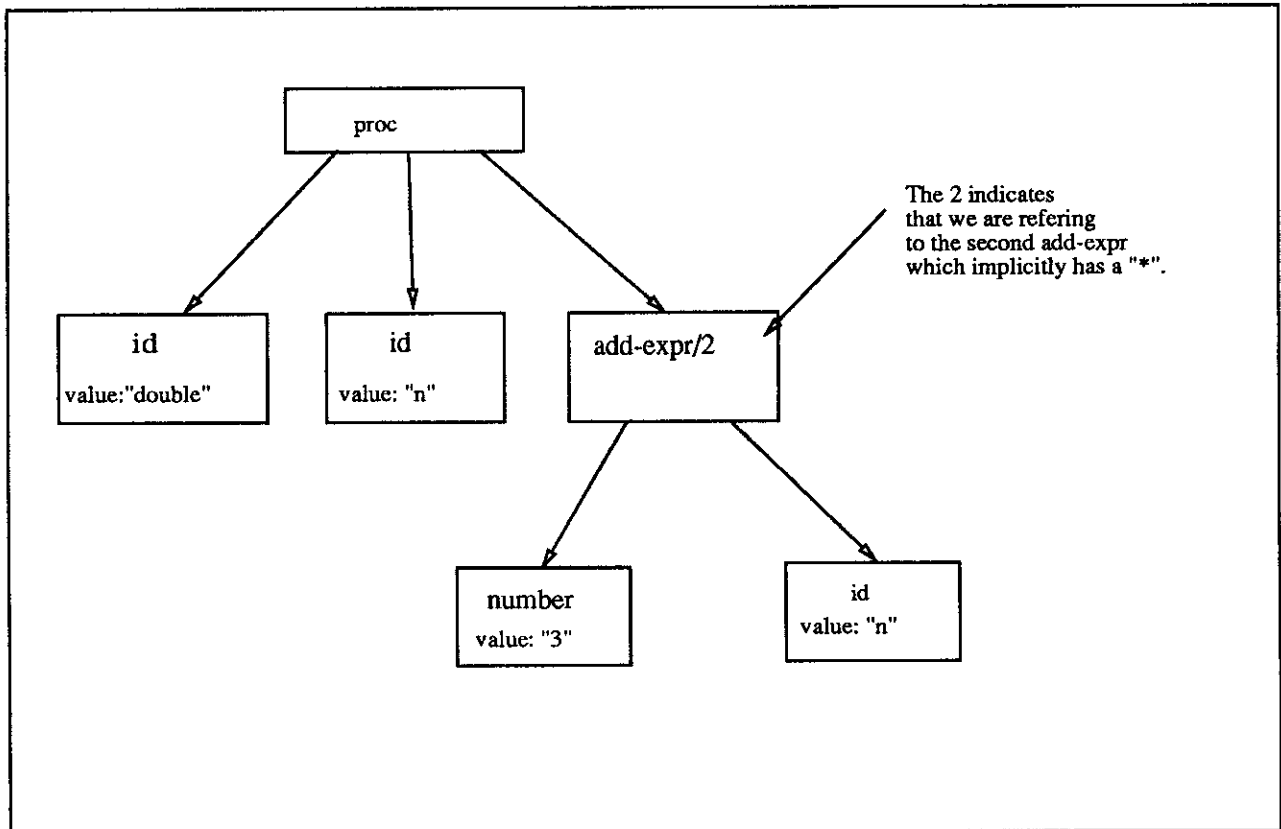 proc
The 2 indicates
that we are refering
to the second add-expr
which implicitly has a "*".
id
value:"double"
id
value: "n"
add-expr/2
number
value: "3"
id
value: "n"